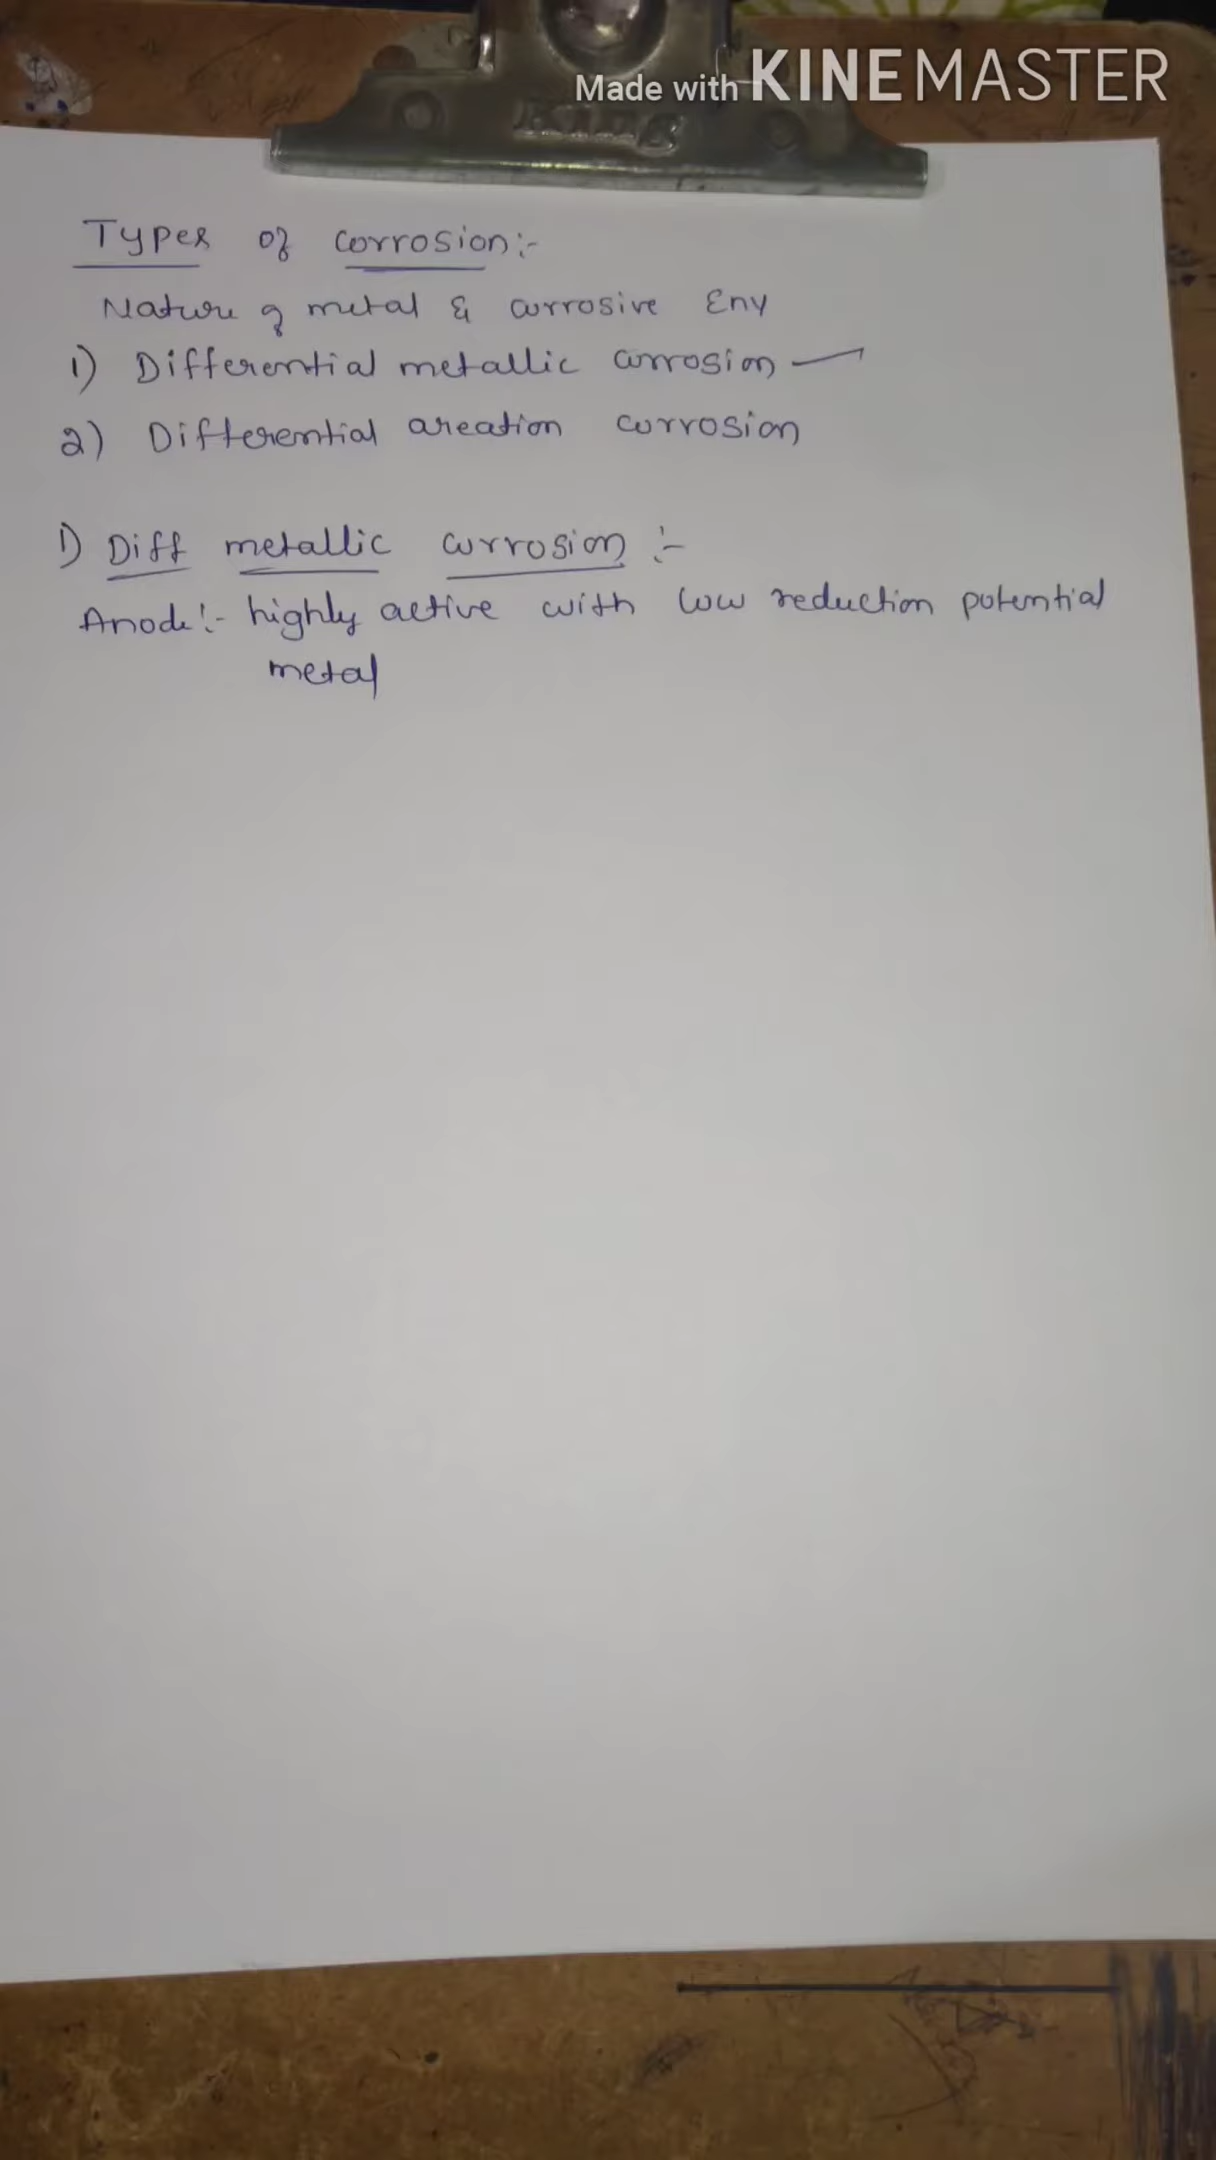 Made with KINEMASTER
KING
Types of corrosion:-
Nature of metal & corrosive Env
1) Differential metallic corrosion
2) Differential areation corrosion
1) Diff metallic corrosion :-
Anode:- highly active with low reduction potential
metal